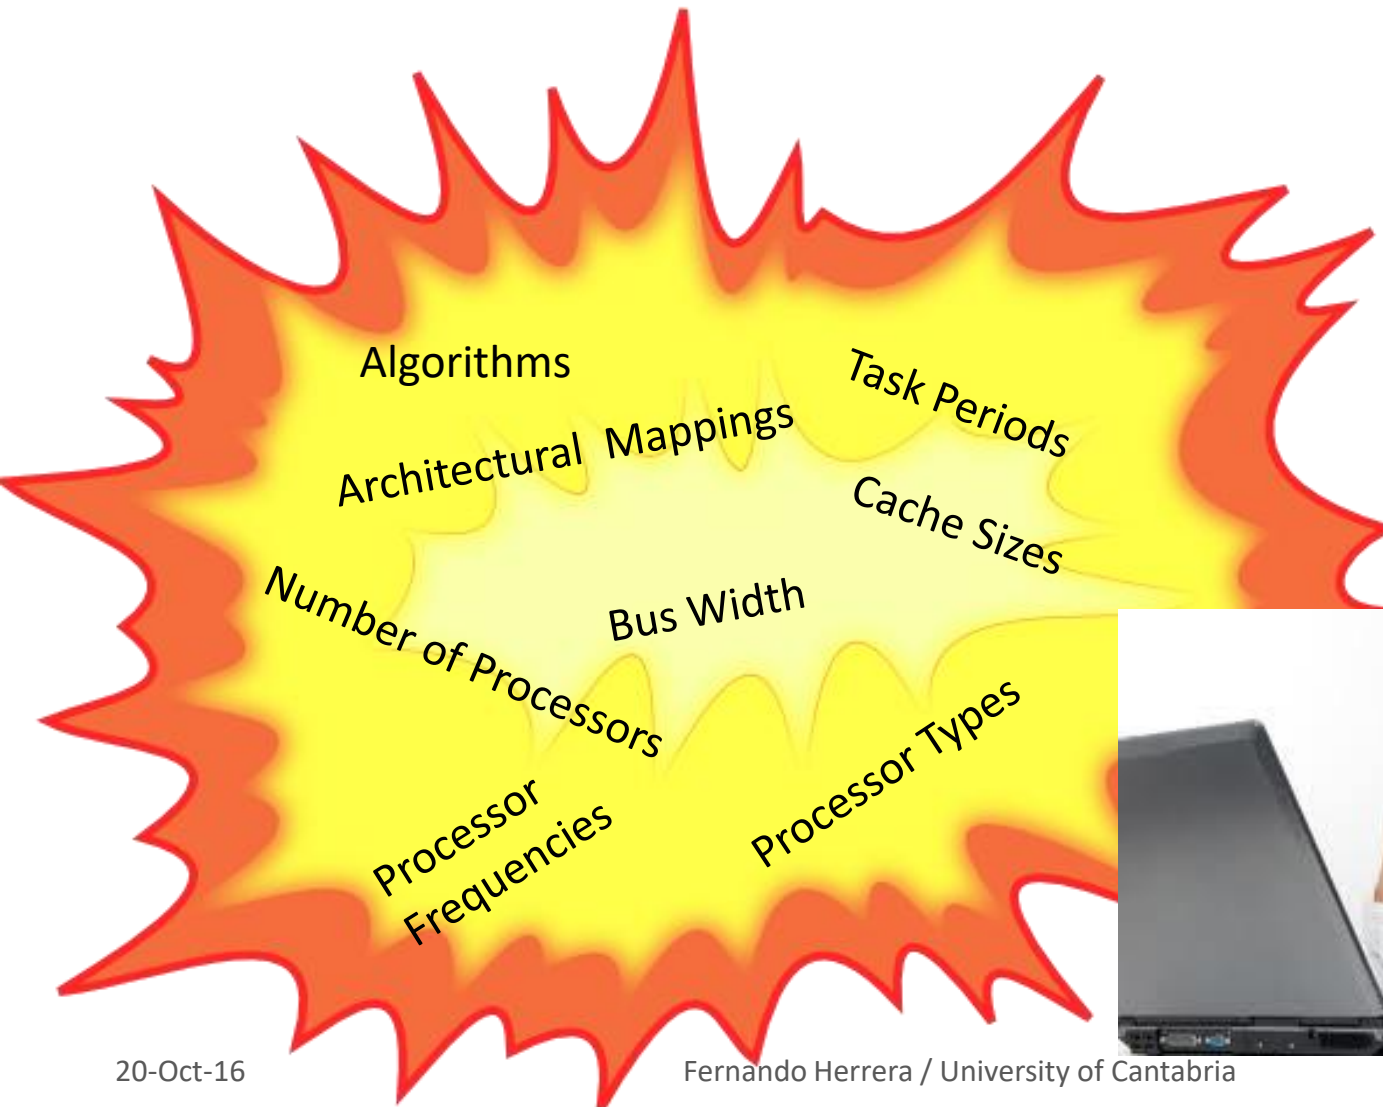 Algorithms
Task Periods
Architectural Mappings
Cache Sizes
Number of Processors
Bus Width
Processor Types
Processor
Frequencies
20-Oct-16
Fernando Herrera / University of Cantabria